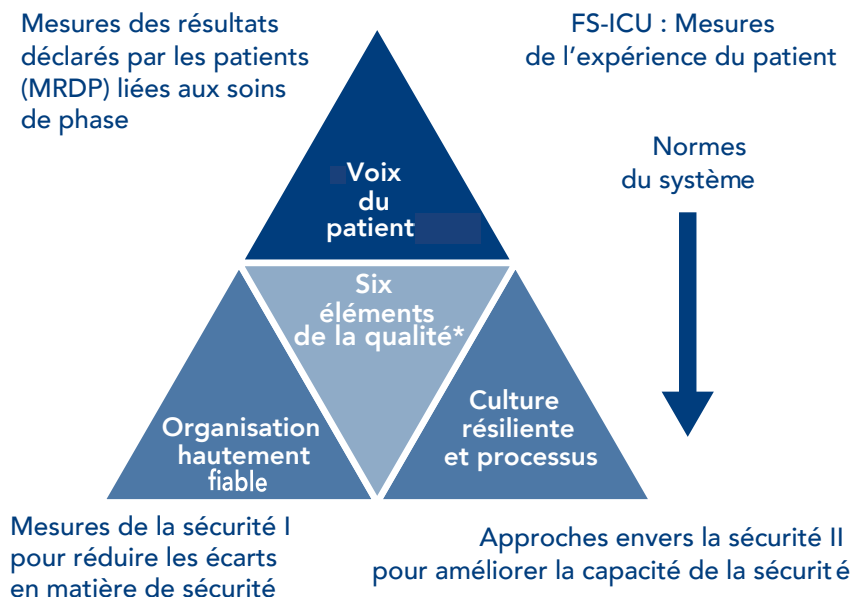 Mesures des résultats
déclarés par les patients
(MRDP) liées aux soins
de phase
FS-ICU : Mesures
de l’expérience du patient
Normes
du système
Voix
du
patient
Six
éléments
de la qualité*
Organisation
hautement
fiable
Culture
résiliente
et processus
Mesures de la sécurité I
pour réduire les écarts
en matière de sécurité
Approches envers la sécurité II
pour améliorer la capacité de la sécurité